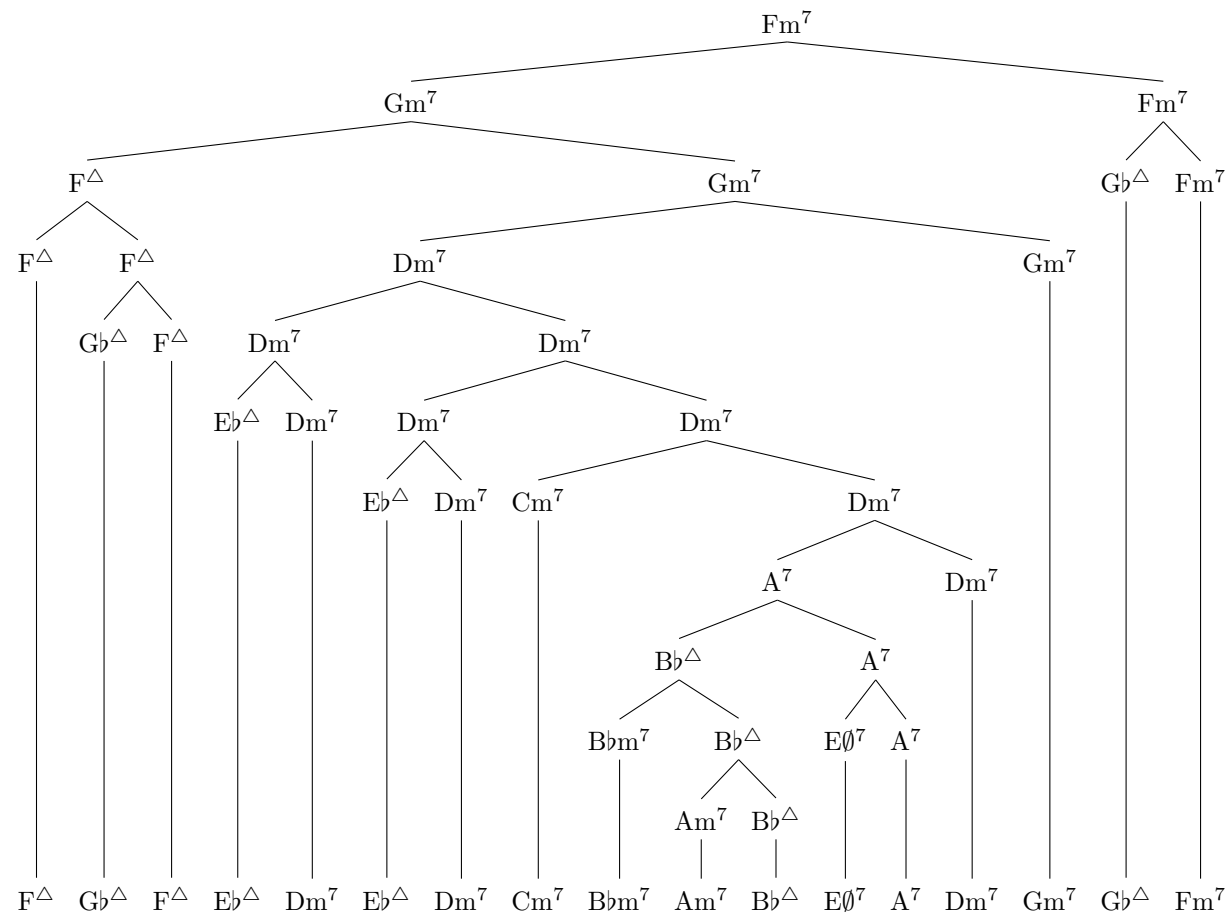 Fm⁷
Gm⁷ Fm⁷
F△ Gm⁷ G♭△ Fm⁷
F△ F△ Dm⁷ Gm⁷
G♭△ F△ Dm⁷ Dm⁷
E♭△ Dm⁷ Dm⁷ Dm⁷
E♭△ Dm⁷ Cm⁷ Dm⁷
A⁷ Dm⁷
B♭△ A⁷
B♭m⁷ B♭△ E∅⁷ A⁷
Am⁷ B♭△
F△ G♭△ F△ E♭△ Dm⁷ E♭△ Dm⁷ Cm⁷ B♭m⁷ Am⁷ B♭△ E∅⁷ A⁷ Dm⁷ Gm⁷ G♭△ Fm⁷